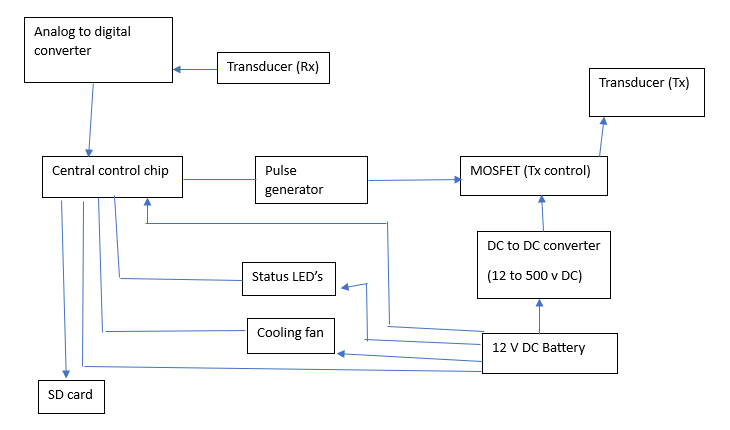 Analog to digital
converter
Transducer (Rx)
Transducer (Tx)
Central control chip
Pulse
generator
MOSFET (Tx control)
DC to DC converter
(12 to 500 v DC)
Status LED’s
Cooling fan
12 V DC Battery
SD card